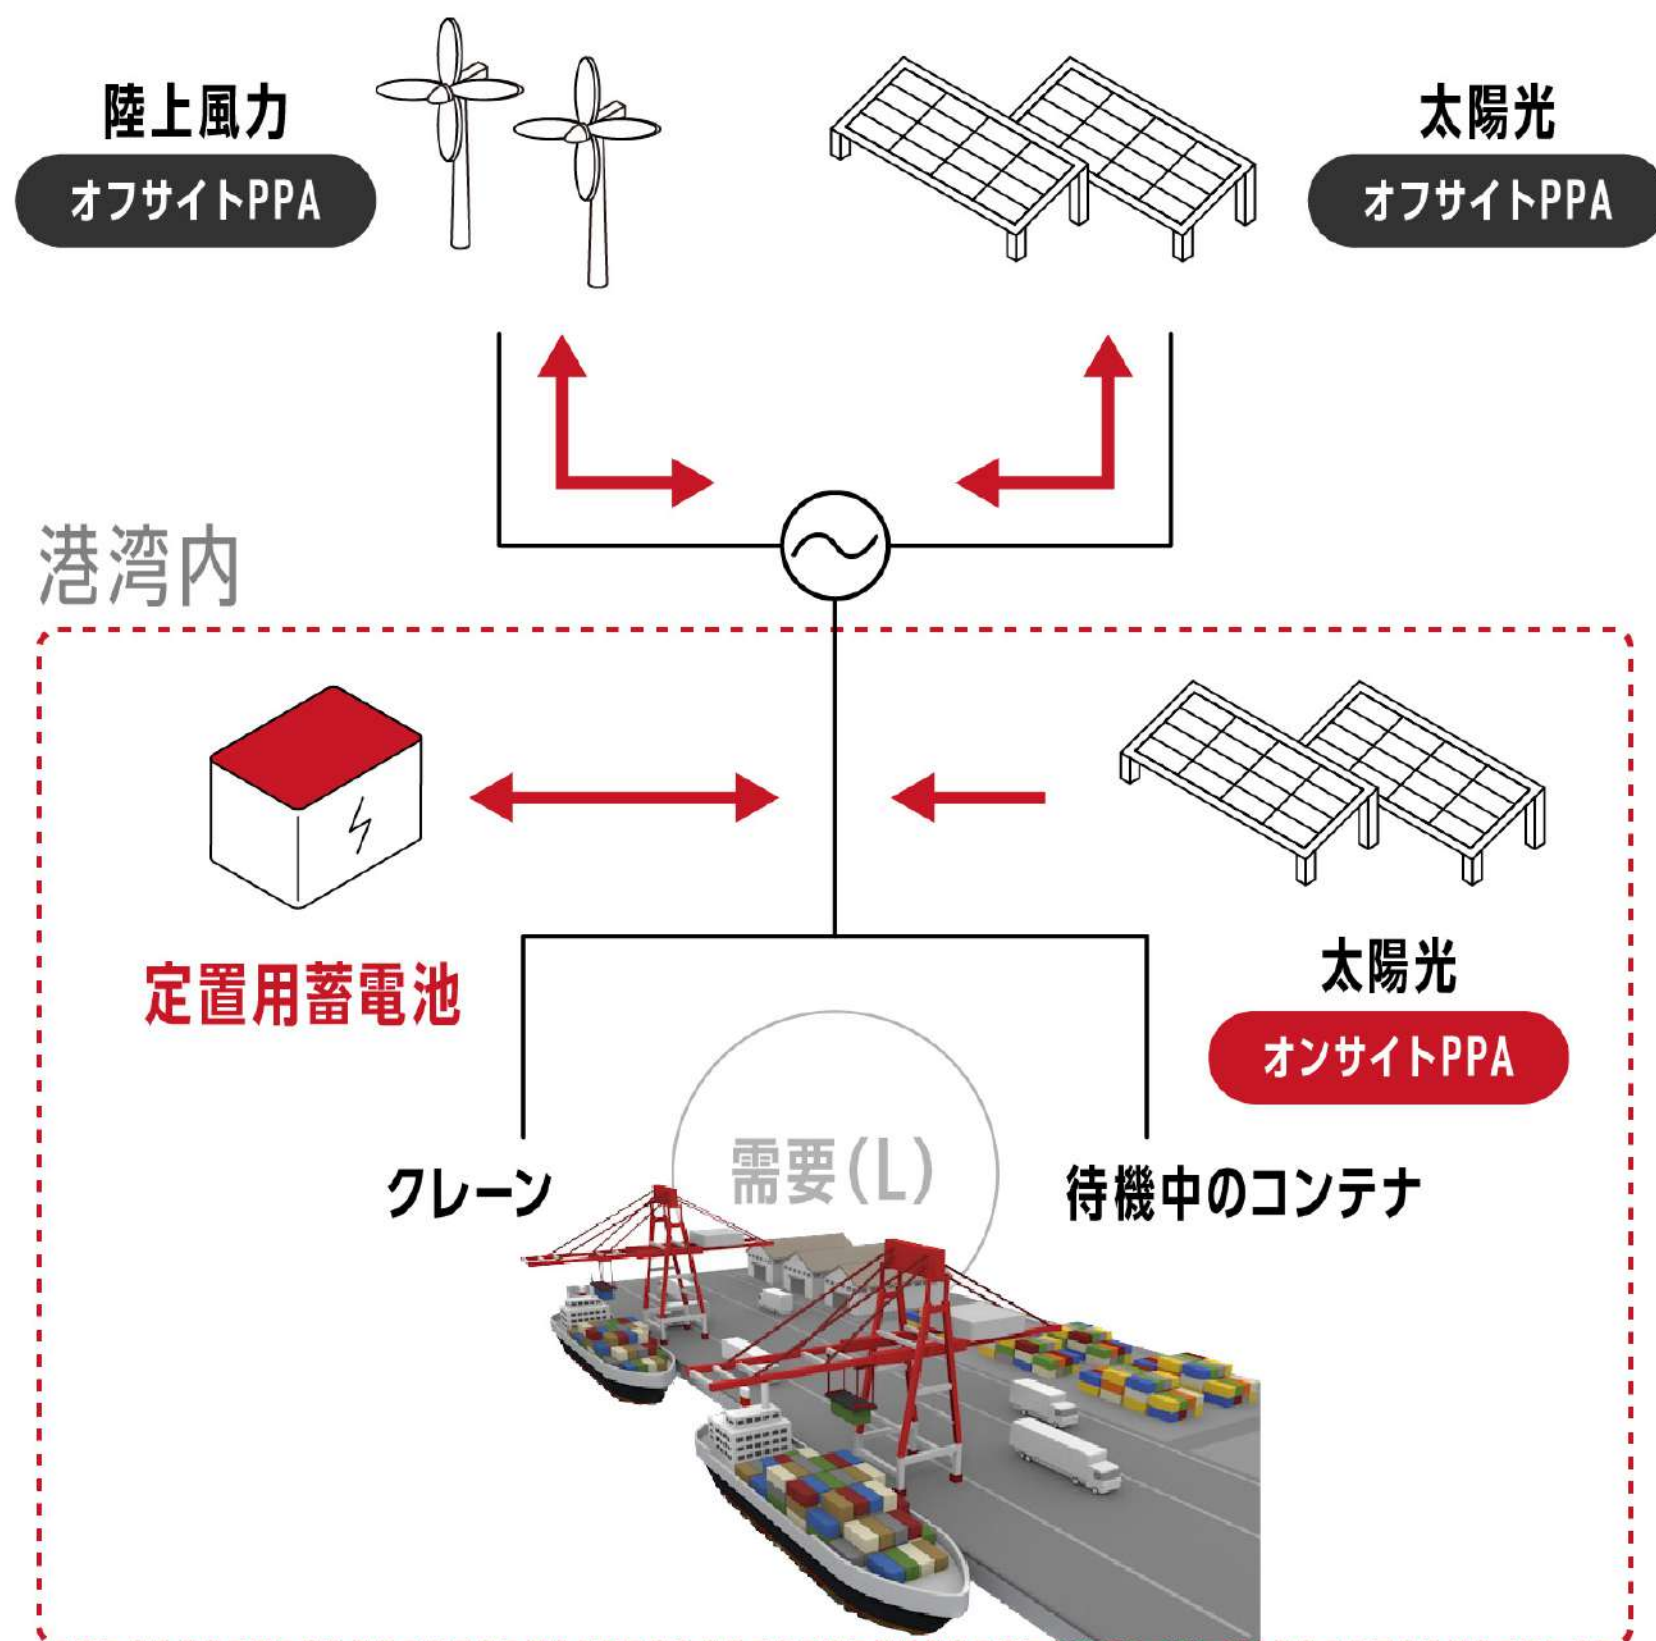 陸上風力
オフサイトPPA
太陽光
オフサイトPPA
港湾内
定置用蓄電池
太陽光
オンサイトPPA
クレーン
需要(L)
待機中のコンテナ